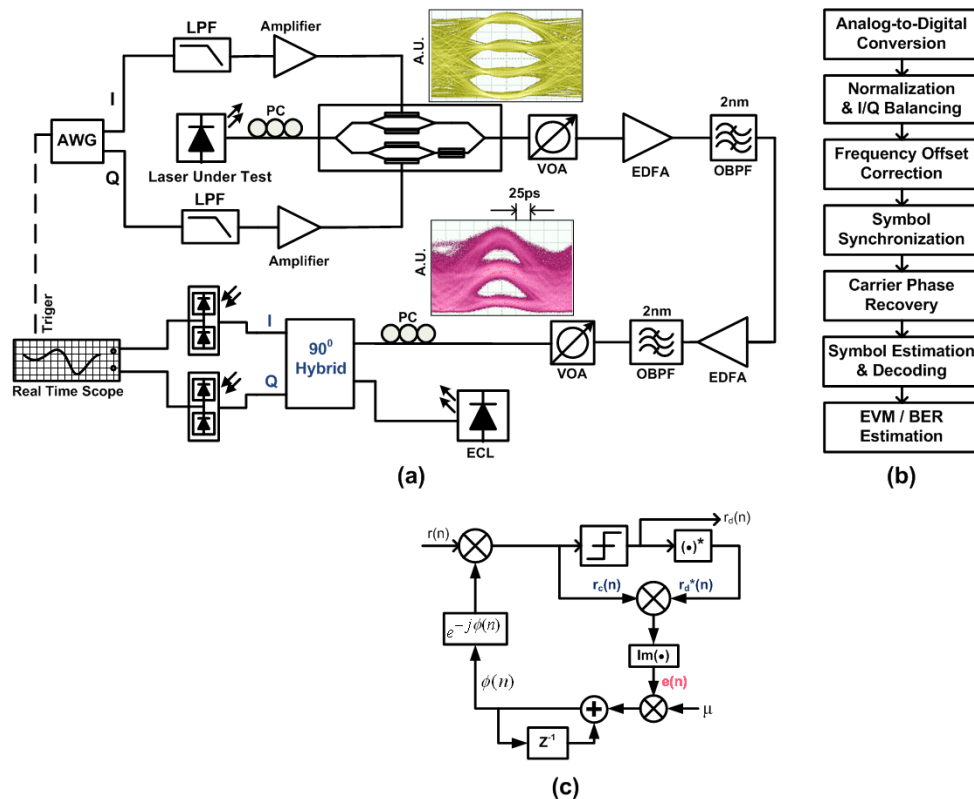 LPF
Amplifier
A.U.
I
PC
2nm
AWG
Laser Under Test
VOA
EDFA
OBPF
Q
LPF
Amplifier
25ps
A.U.
Triger
I
90⁰
Hybrid
Q
PC
2nm
VOA
OBPF
EDFA
Real Time Scope
ECL
(a)
Analog-to-Digital
Conversion
Normalization
& I/Q Balancing
Frequency Offset
Correction
Symbol
Synchronization
Carrier Phase
Recovery
Symbol Estimation
& Decoding
EVM / BER
Estimation
(b)
r(n)
r_d(n)
(•)*
r_c(n)
r_d*(n)
e^{-jϕ(n)}
Im(•)
ϕ(n)
e(n)
+
μ
Z⁻¹
(c)